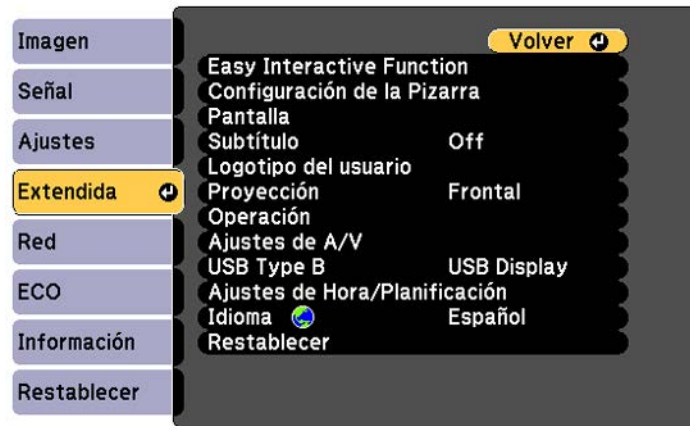 Imagen
Señal
Ajustes
Extendida
Red
ECO
Información
Restablecer
Volver
Easy Interactive Function
Configuración de la Pizarra
Pantalla
Subtítulo Off
Logotipo del usuario
Proyección Frontal
Operación
Ajustes de A/V
USB Type B USB Display
Ajustes de Hora/Planificación
Idioma Español
Restablecer